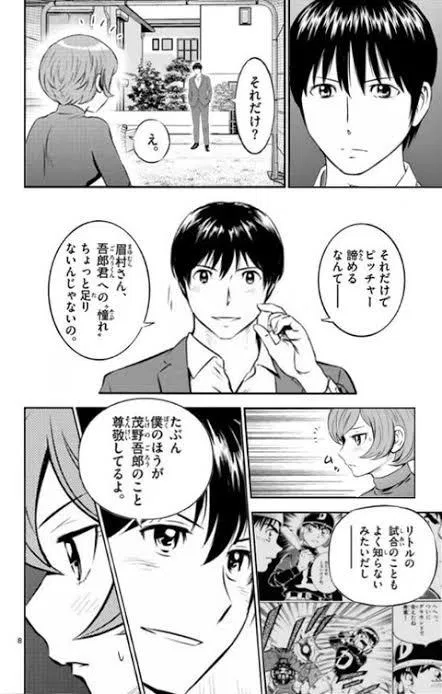 それだけ？
え。
それだけで
ピッチャー
諦める
なんて──
眉村さん、
吾郎君への〝憧れ〟
ちょっと足り
ないんじゃないの。
リトルの
試合のことも
よく知らない
みたいだし
たぶん
僕のほうが
茂野吾郎のこと
尊敬してるよ。
8